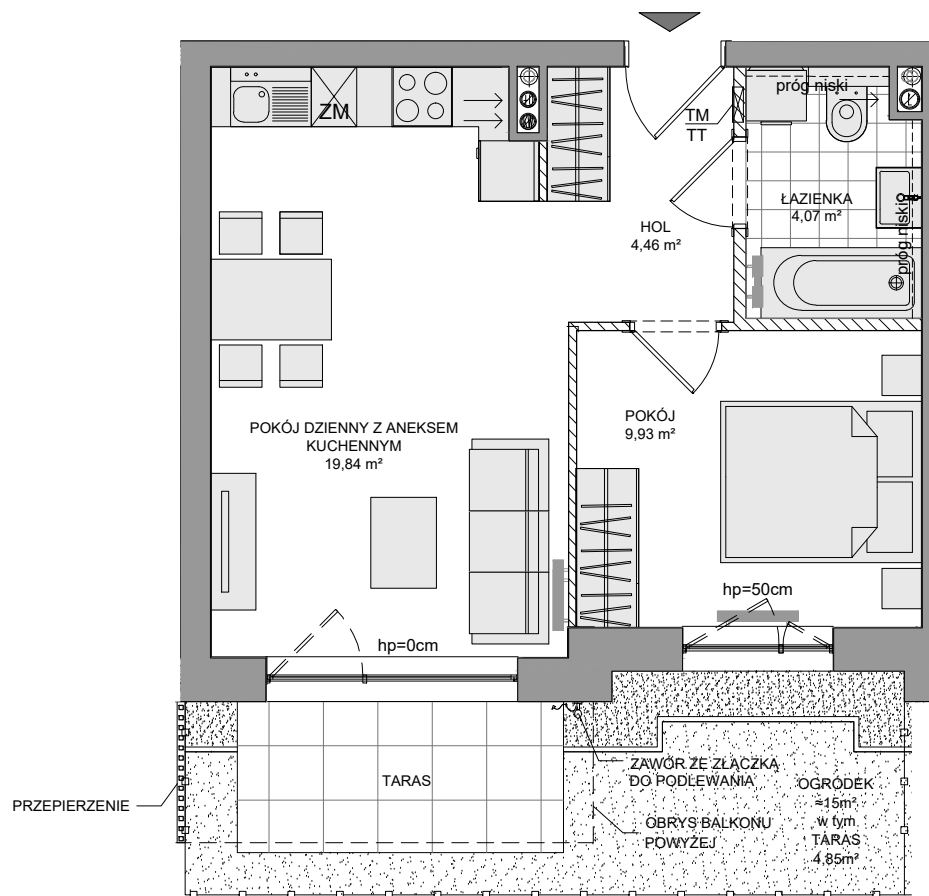 próg niski
ZM
TM
TT
ŁAZIENKA
4,07 m²
próg niski
HOL
4,46 m²
POKÓJ DZIENNY Z ANEKSEM
KUCHENNYM
19,84 m²
POKÓJ
9,93 m²
hp=50cm
hp=0cm
TARAS
ZAWÓR ZE ZŁĄCZKĄ
DO PODLEWANIA
OGRÓDEK
≈15m²
w tym
TARAS
4,85m²
PRZEPIERZENIE
OBRYS BALKONU
POWYŻEJ